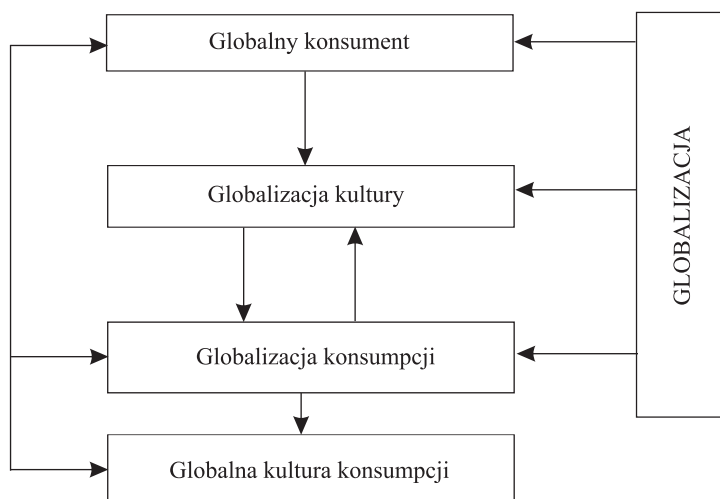 Globalny konsument
Globalizacja kultury
Globalizacja konsumpcji
Globalna kultura konsumpcji
GLOBALIZACJA